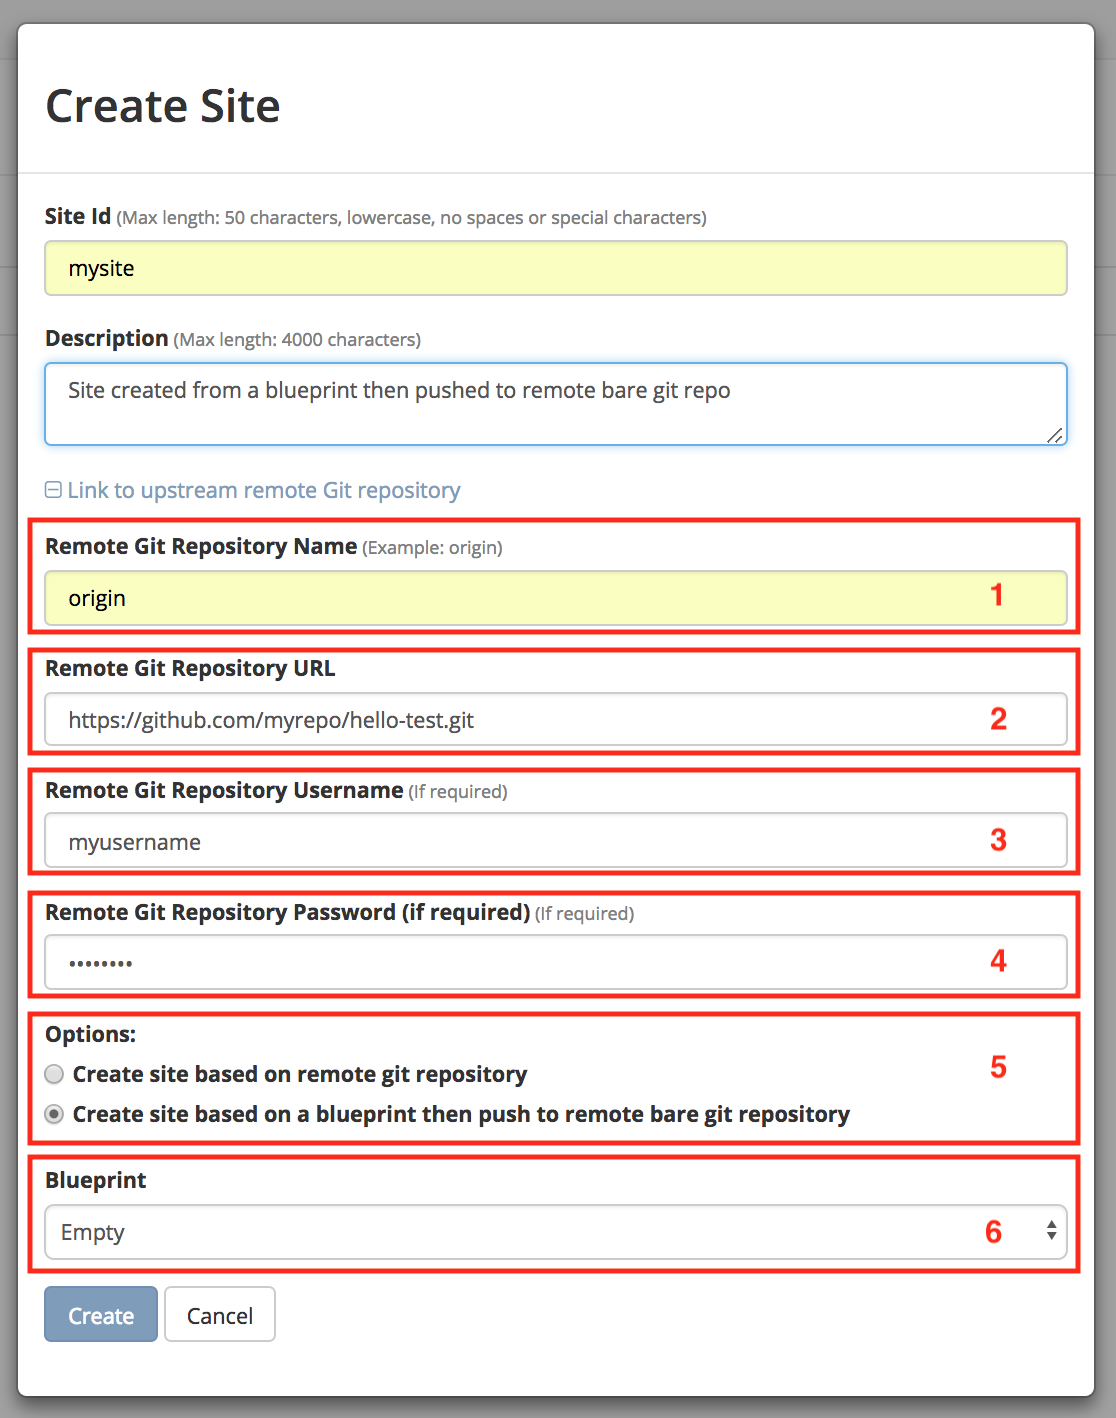 Create Site
Site Id (Max length: 50 characters, lowercase, no spaces or special characters)
mysite
Description (Max length: 4000 characters)
Site created from a blueprint then pushed to remote bare git repo
Link to upstream remote Git repository
Remote Git Repository Name (Example: origin)
origin 1
Remote Git Repository URL
https://github.com/myrepo/hello-test.git 2
Remote Git Repository Username (If required)
myusername 3
Remote Git Repository Password (if required) (If required)
•••••••• 4
Options:
Create site based on remote git repository 5
Create site based on a blueprint then push to remote bare git repository
Blueprint
Empty 6
Create Cancel